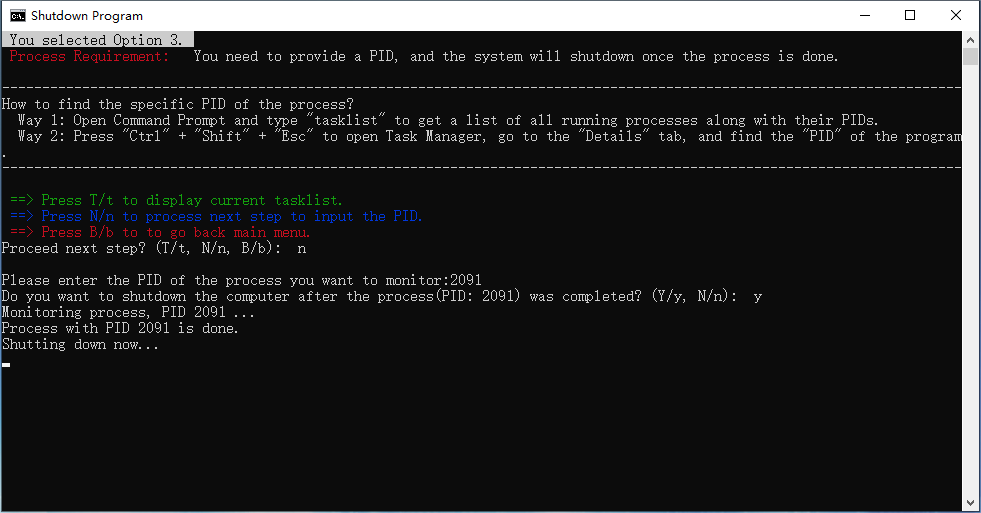 Shutdown Program
You selected Option 3.
Process Requirement:   You need to provide a PID, and the system will shutdown once the process is done.
------------------------------------------------------------------------------------------------------------------------
How to find the specific PID of the process?
Way 1: Open Command Prompt and type "tasklist" to get a list of all running processes along with their PIDs.
Way 2: Press "Ctrl" + "Shift" + "Esc" to open Task Manager, go to the "Details" tab, and find the "PID" of the program
.
------------------------------------------------------------------------------------------------------------------------
==> Press T/t to display current tasklist.
==> Press N/n to process next step to input the PID.
==> Press B/b to to go back main menu.
Proceed next step? (T/t, N/n, B/b):  n
Please enter the PID of the process you want to monitor:2091
Do you want to shutdown the computer after the process(PID: 2091) was completed? (Y/y, N/n):  y
Monitoring process, PID 2091 ...
Process with PID 2091 is done.
Shutting down now...